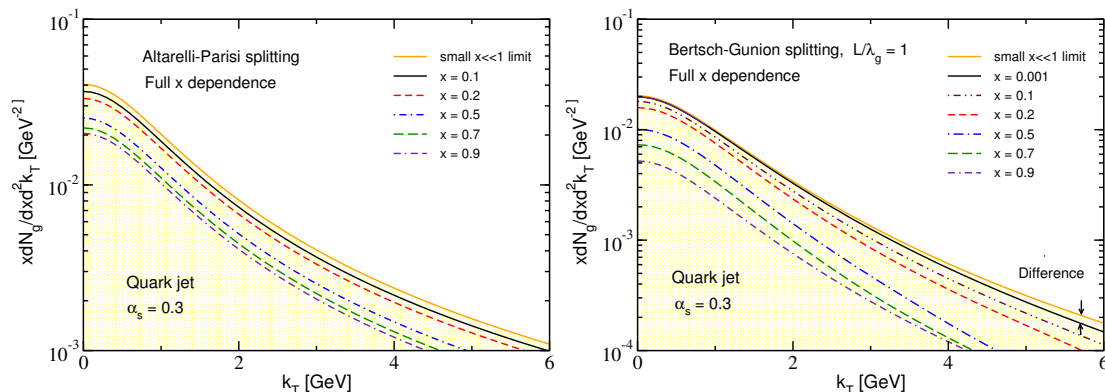 10⁻¹
10⁻²
10⁻³
xdN_g/dxd²k_T [GeV⁻²]
Altarelli-Parisi splitting
Full x dependence
small x<<1 limit
x = 0.1
x = 0.2
x = 0.5
x = 0.7
x = 0.9
Quark jet
α_s = 0.3
0 2 4 6
k_T [GeV]
10⁻¹
10⁻²
10⁻³
10⁻⁴
xdN_g/dxd²k_T [GeV⁻²]
Bertsch-Gunion splitting, L/λ_g = 1
Full x dependence
small x<<1 limit
x = 0.001
x = 0.1
x = 0.2
x = 0.5
x = 0.7
x = 0.9
Difference
Quark jet
α_s = 0.3
0 2 4 6
k_T [GeV]